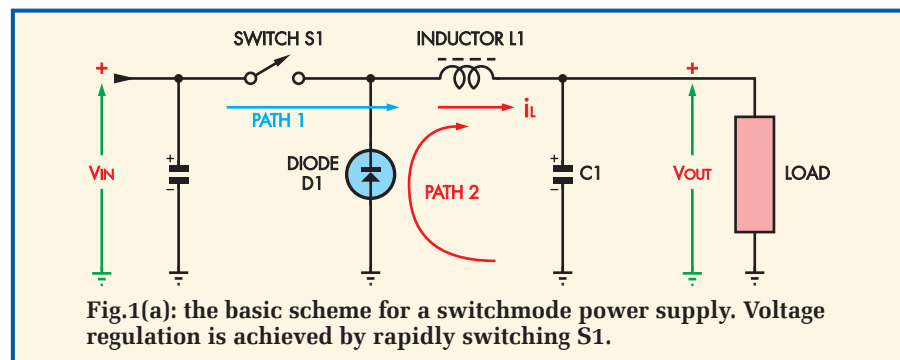 SWITCH S1
INDUCTOR L1
+
+
PATH 1
iL
VIN
+
–
DIODE
D1
PATH 2
+
–
C1
VOUT
LOAD
Fig.1(a): the basic scheme for a switchmode power supply. Voltage
regulation is achieved by rapidly switching S1.